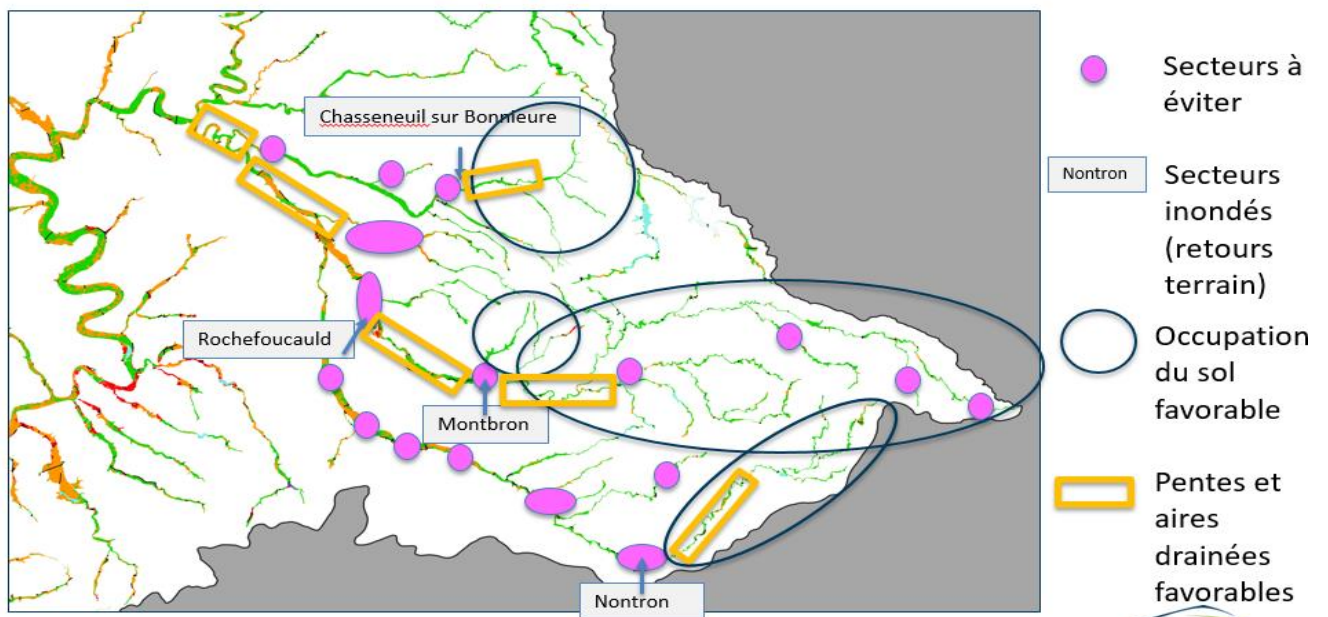 Chasseneuil sur Bonnieure
Rochefoucauld
Montbron
Nontron
Secteurs à
éviter
Nontron
Secteurs
inondés
(retours
terrain)
Occupation
du sol
favorable
Pentes et
aires
drainées
favorables